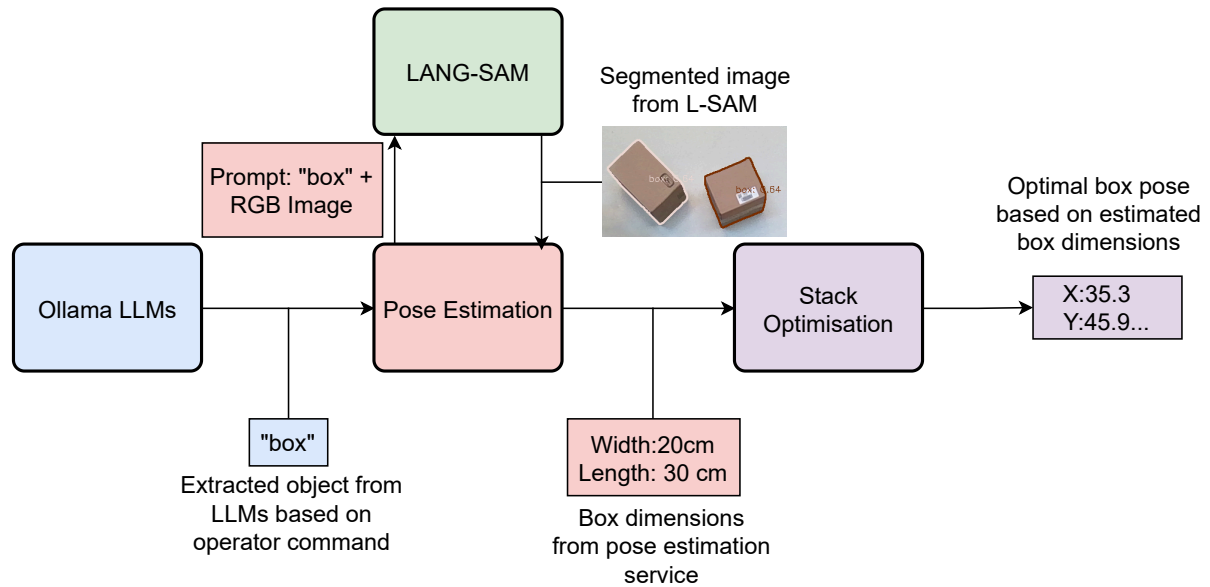 LANG-SAM
Segmented image
from L-SAM
Prompt: "box" +
RGB Image
Optimal box pose
based on estimated
box dimensions
Ollama LLMs
Pose Estimation
Stack
Optimisation
X:35.3
Y:45.9...
"box"
Extracted object from
LLMs based on
operator command
Width:20cm
Length: 30 cm
Box dimensions
from pose estimation
service